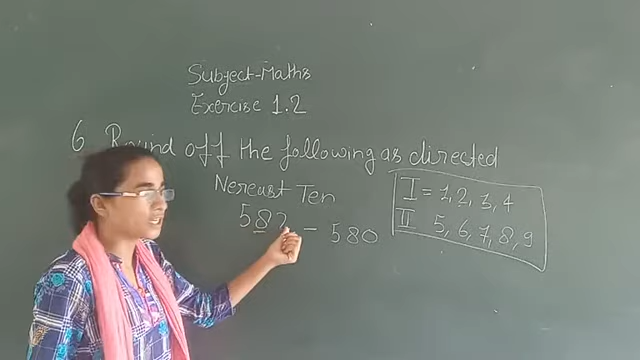 Subject-Maths
Exercise 1.2
6 Round off the following as directed
Nereast Ten
582 - 580
I = 1, 2, 3, 4
II 5, 6, 7, 8, 9